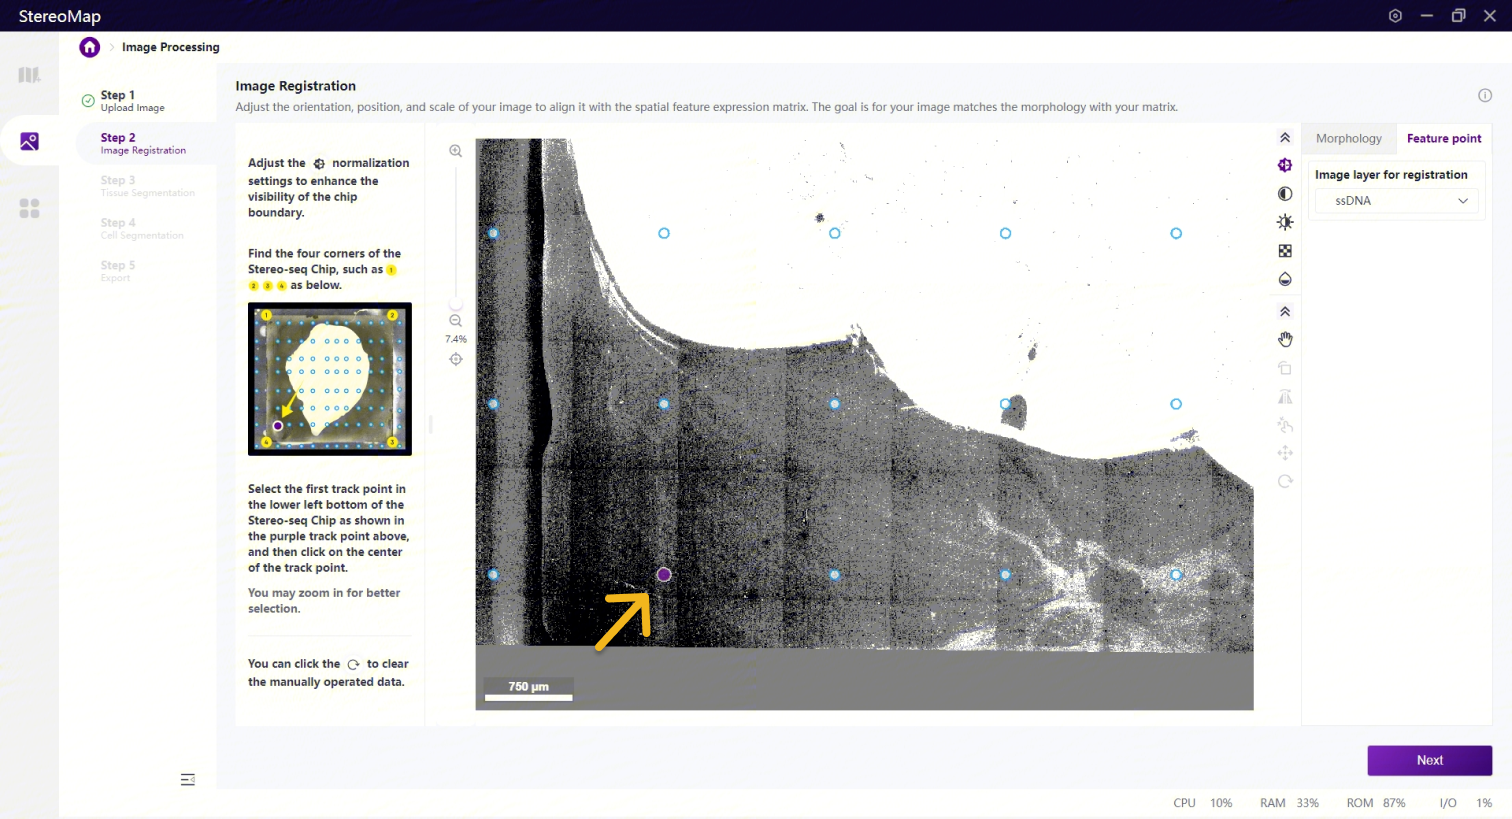 StereoMap
Image Processing
Step 1
Upload Image
Step 2
Image Registration
Step 3
Tissue Segmentation
Step 4
Cell Segmentation
Step 5
Export
Image Registration
Adjust the orientation, position, and scale of your image to align it with the spatial feature expression matrix. The goal is for your image matches the morphology with your matrix.
Adjust the normalization
settings to enhance the
visibility of the chip
boundary.
Find the four corners of the
Stereo-seq Chip, such as 1
2 3 4 as below.
1 2
4 3
Select the first track point in
the lower left bottom of the
Stereo-seq Chip as shown in
the purple track point above,
and then click on the center
of the track point.
You may zoom in for better
selection.
You can click the to clear
the manually operated data.
7.4%
750 μm
Morphology Feature point
Image layer for registration
ssDNA
Next
CPU 10% RAM 33% ROM 87% I/O 1%